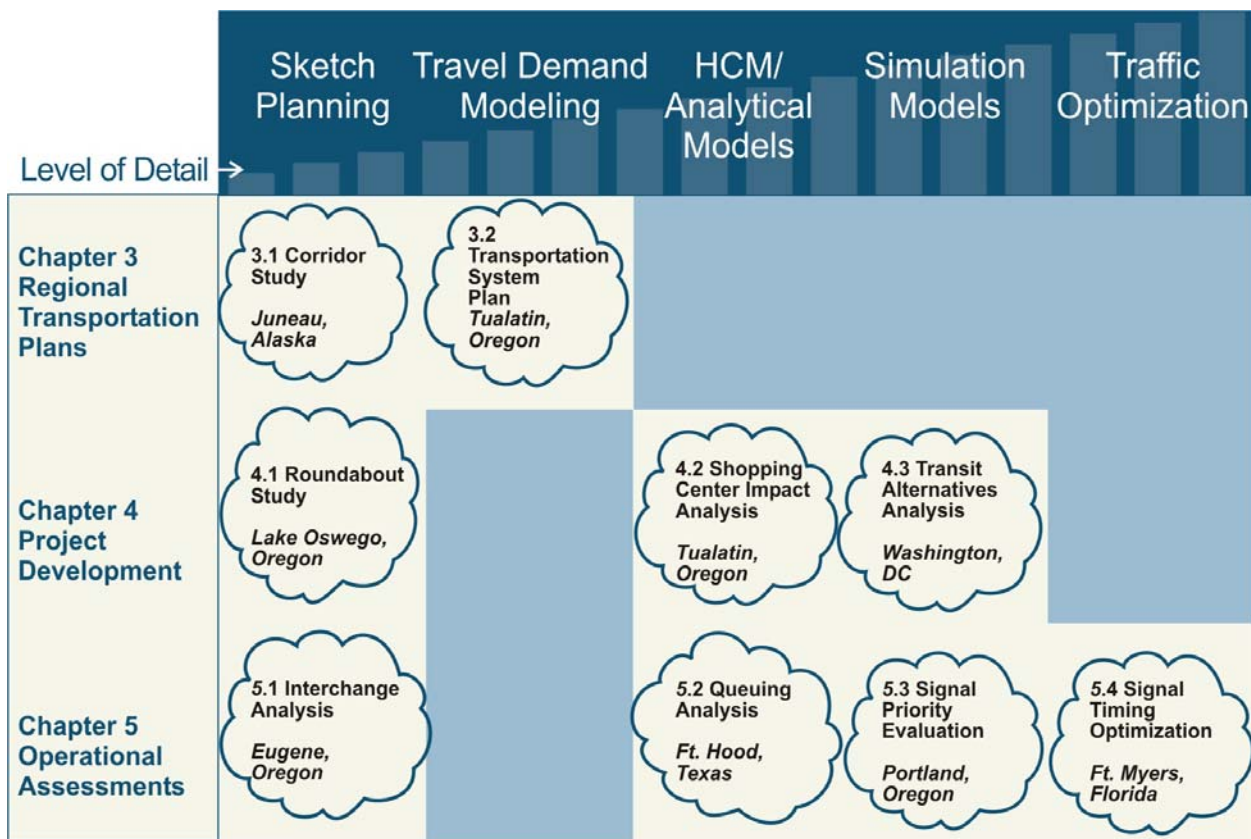 Sketch
Planning
Travel Demand
Modeling
HCM/
Analytical
Models
Simulation
Models
Traffic
Optimization
Level of Detail
Chapter 3
Regional
Transportation
Plans
3.1 Corridor
Study
Juneau,
Alaska
3.2
Transportation
System
Plan
Tualatin,
Oregon
Chapter 4
Project
Development
4.1 Roundabout
Study
Lake Oswego,
Oregon
4.2 Shopping
Center Impact
Analysis
Tualatin,
Oregon
4.3 Transit
Alternatives
Analysis
Washington,
DC
Chapter 5
Operational
Assessments
5.1 Interchange
Analysis
Eugene,
Oregon
5.2 Queuing
Analysis
Ft. Hood,
Texas
5.3 Signal
Priority
Evaluation
Portland,
Oregon
5.4 Signal
Timing
Optimization
Ft. Myers,
Florida